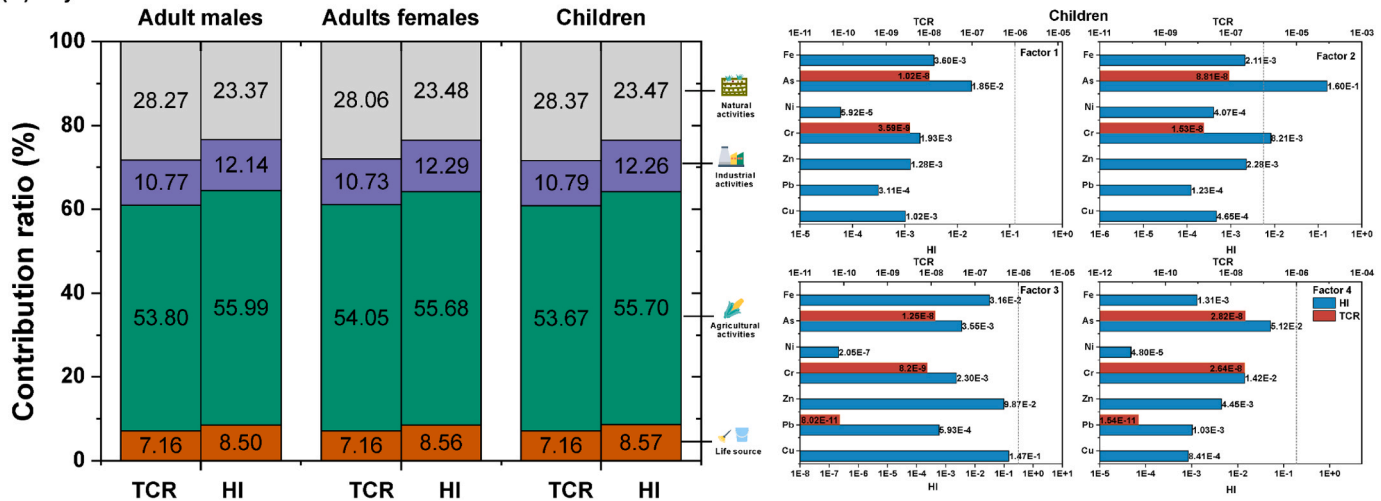 Adult males
Adults females
Children
Contribution ratio (%)
100
80
60
40
20
0
28.27
23.37
28.06
23.48
28.37
23.47
10.77
12.14
10.73
12.29
10.79
12.26
53.80
55.99
54.05
55.68
53.67
55.70
7.16
8.50
7.16
8.56
7.16
8.57
TCR
HI
TCR
HI
TCR
HI
Natural
activities
Industrial
activities
Agricultural
activities
Life source
Children
TCR
1E-11 1E-10 1E-9 1E-8 1E-7 1E-6 1E-5
Factor 1
Fe
3.60E-3
As
1.02E-8
1.85E-2
Ni
5.92E-5
Cr
3.59E-9
1.93E-3
Zn
1.28E-3
Pb
3.11E-4
Cu
1.02E-3
1E-5 1E-4 1E-3 1E-2 1E-1 1E+0
HI
TCR
1E-11 1E-9 1E-7 1E-5 1E-03
Factor 2
Fe
2.11E-3
As
8.81E-8
1.60E-1
Ni
4.07E-4
Cr
1.53E-8
8.21E-3
Zn
2.28E-3
Pb
1.23E-4
Cu
4.65E-4
1E-6 1E-5 1E-4 1E-3 1E-2 1E-1 1E+0
HI
TCR
1E-11 1E-10 1E-9 1E-8 1E-7 1E-6 1E-5
Factor 3
Fe
3.16E-2
As
1.25E-8
3.55E-3
Ni
2.05E-7
Cr
8.2E-9
2.30E-3
Zn
9.87E-2
Pb
8.02E-11
5.93E-4
Cu
1.47E-1
1E-8 1E-7 1E-6 1E-5 1E-4 1E-3 1E-2 1E-1 1E+0
HI
TCR
1E-12 1E-10 1E-8 1E-6 1E-04
Factor 4
HI
TCR
Fe
1.31E-3
As
2.82E-8
5.12E-2
Ni
4.80E-5
Cr
2.64E-8
1.42E-2
Zn
4.45E-3
Pb
1.54E-11
1.03E-3
Cu
8.41E-4
1E-5 1E-4 1E-3 1E-2 1E-1 1E+0
HI